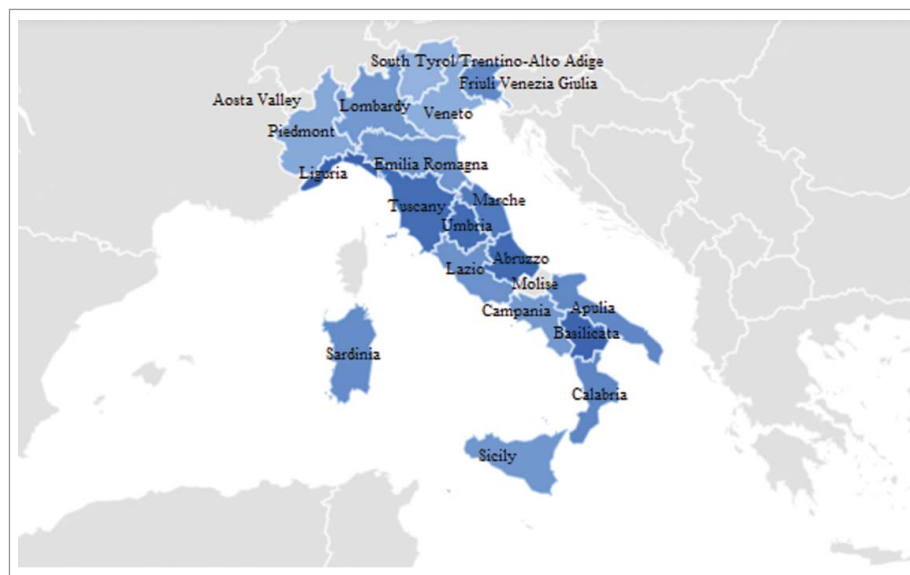 South Tyrol/Trentino-Alto Adige
Friuli Venezia Giulia
Aosta Valley
Lombardy
Veneto
Piedmont
Emilia Romagna
Liguria
Marche
Tuscany
Umbria
Abruzzo
Lazio
Molise
Campania
Apulia
Basilicata
Sardinia
Calabria
Sicily